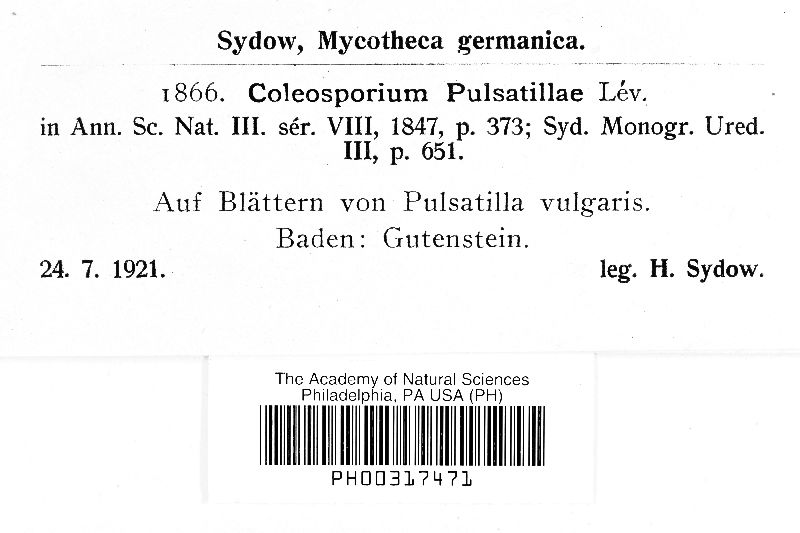 Sydow, Mycotheca germanica.
1866. Coleosporium Pulsatillae Lév.
in Ann. Sc. Nat. III. sér. VIII, 1847, p. 373; Syd. Monogr. Ured.
III, p. 651.
Auf Blättern von Pulsatilla vulgaris.
Baden: Gutenstein.
24. 7. 1921. leg. H. Sydow.
The Academy of Natural Sciences
Philadelphia, PA USA (PH)
PH00317471